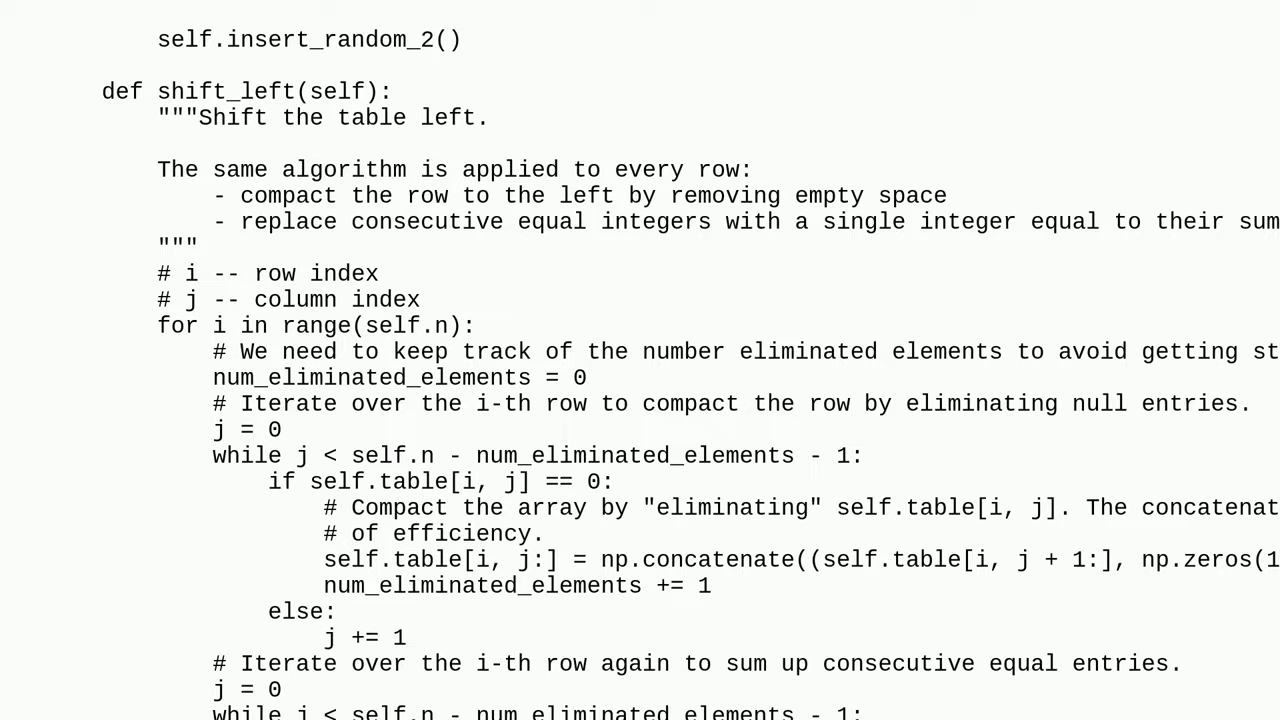 self.insert_random_2()
def shift_left(self):
"""Shift the table left.
The same algorithm is applied to every row:
- compact the row to the left by removing empty space
- replace consecutive equal integers with a single integer equal to their sum
"""
# i -- row index
# j -- column index
for i in range(self.n):
# We need to keep track of the number eliminated elements to avoid getting st
num_eliminated_elements = 0
# Iterate over the i-th row to compact the row by eliminating null entries.
j = 0
while j < self.n - num_eliminated_elements - 1:
if self.table[i, j] == 0:
# Compact the array by "eliminating" self.table[i, j]. The concatenat
# of efficiency.
self.table[i, j:] = np.concatenate((self.table[i, j + 1:], np.zeros(1
num_eliminated_elements += 1
else:
j += 1
# Iterate over the i-th row again to sum up consecutive equal entries.
j = 0
while j < self.n - num_eliminated_elements - 1: